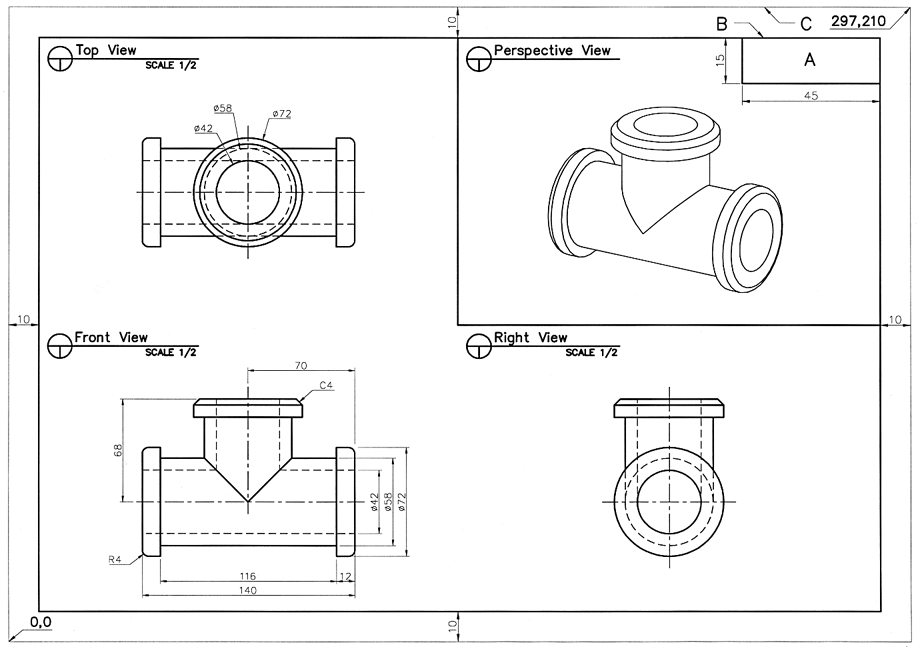 10
B
C
297,210
Top View
SCALE 1/2
Perspective View
15
A
45
ø58
ø72
ø42
10
10
Front View
SCALE 1/2
Right View
SCALE 1/2
70
C4
68
ø42
ø58
ø72
R4
116
12
140
0,0
10